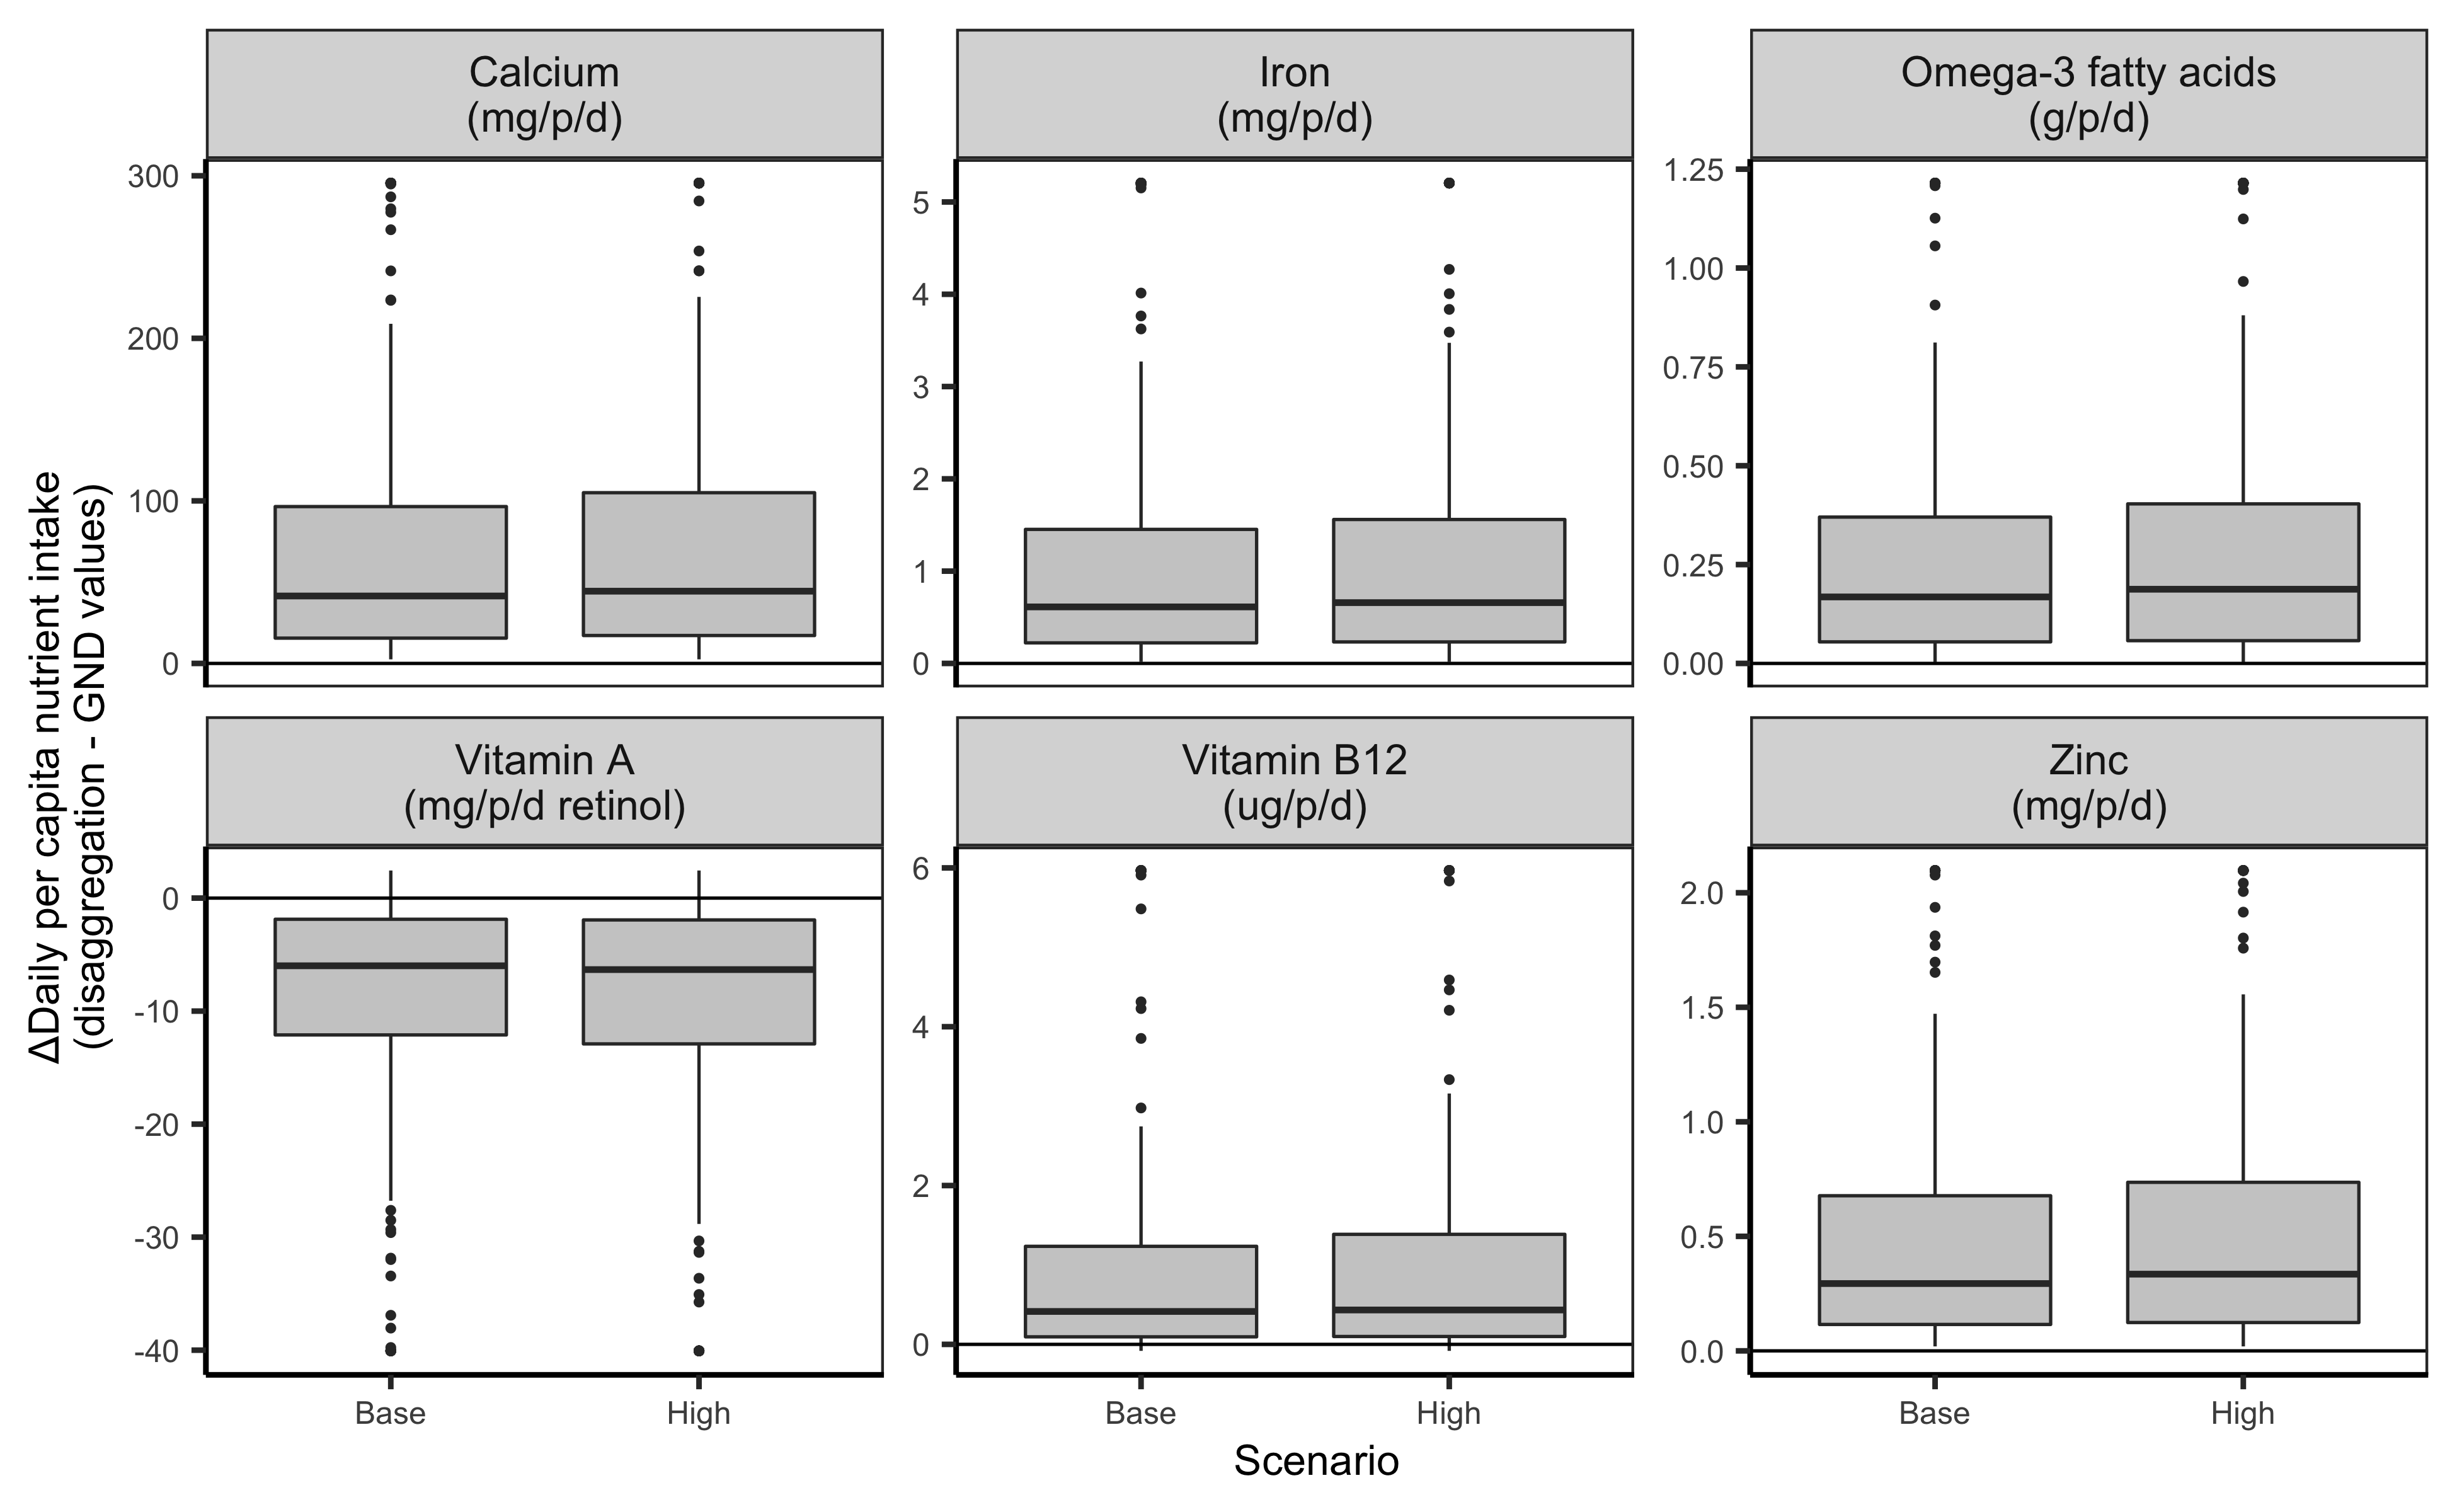 Calcium
(mg/p/d)
Iron
(mg/p/d)
Omega-3 fatty acids
(g/p/d)
300
200
100
0
5
4
3
2
1
0
1.25
1.00
0.75
0.50
0.25
0.00
ΔDaily per capita nutrient intake
(disaggregation - GND values)
Vitamin A
(mg/p/d retinol)
Vitamin B12
(ug/p/d)
Zinc
(mg/p/d)
0
-10
-20
-30
-40
6
4
2
0
2.0
1.5
1.0
0.5
0.0
Base
High
Base
High
Base
High
Scenario